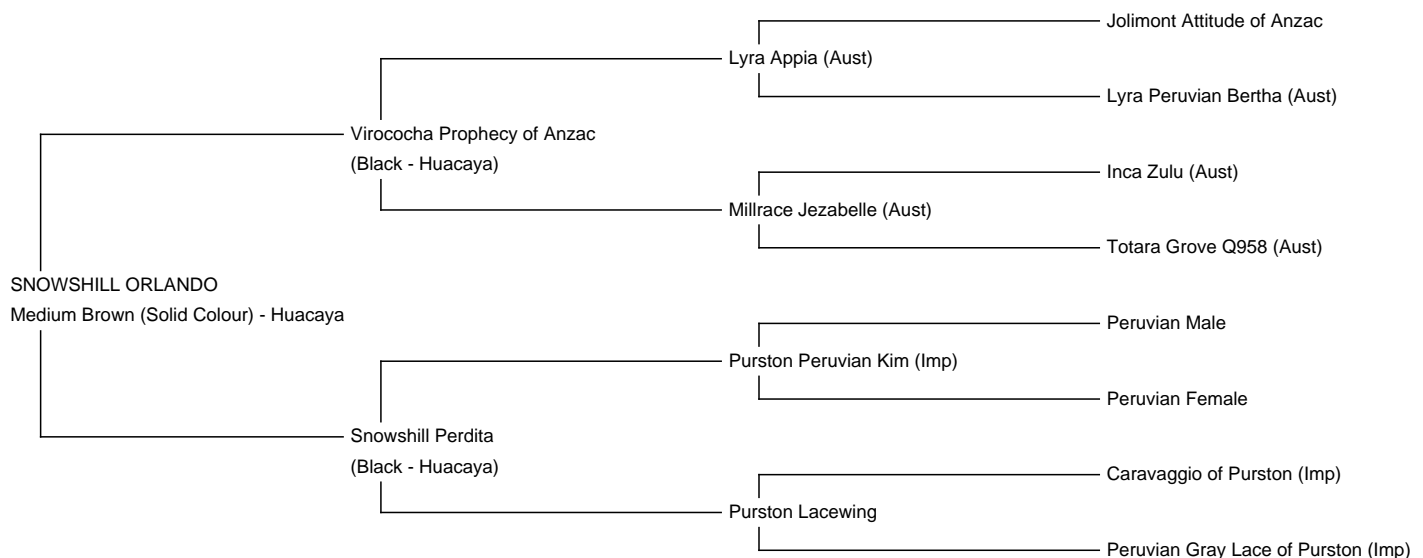 Jolimont Attitude of Anzac
Lyra Appia (Aust)
Lyra Peruvian Bertha (Aust)
Virococha Prophecy of Anzac
(Black - Huacaya)
Inca Zulu (Aust)
Millrace Jezabelle (Aust)
Totara Grove Q958 (Aust)
SNOWSHILL ORLANDO
Medium Brown (Solid Colour) - Huacaya
Peruvian Male
Purston Peruvian Kim (Imp)
Peruvian Female
Snowshill Perdita
(Black - Huacaya)
Caravaggio of Purston (Imp)
Purston Lacewing
Peruvian Gray Lace of Purston (Imp)